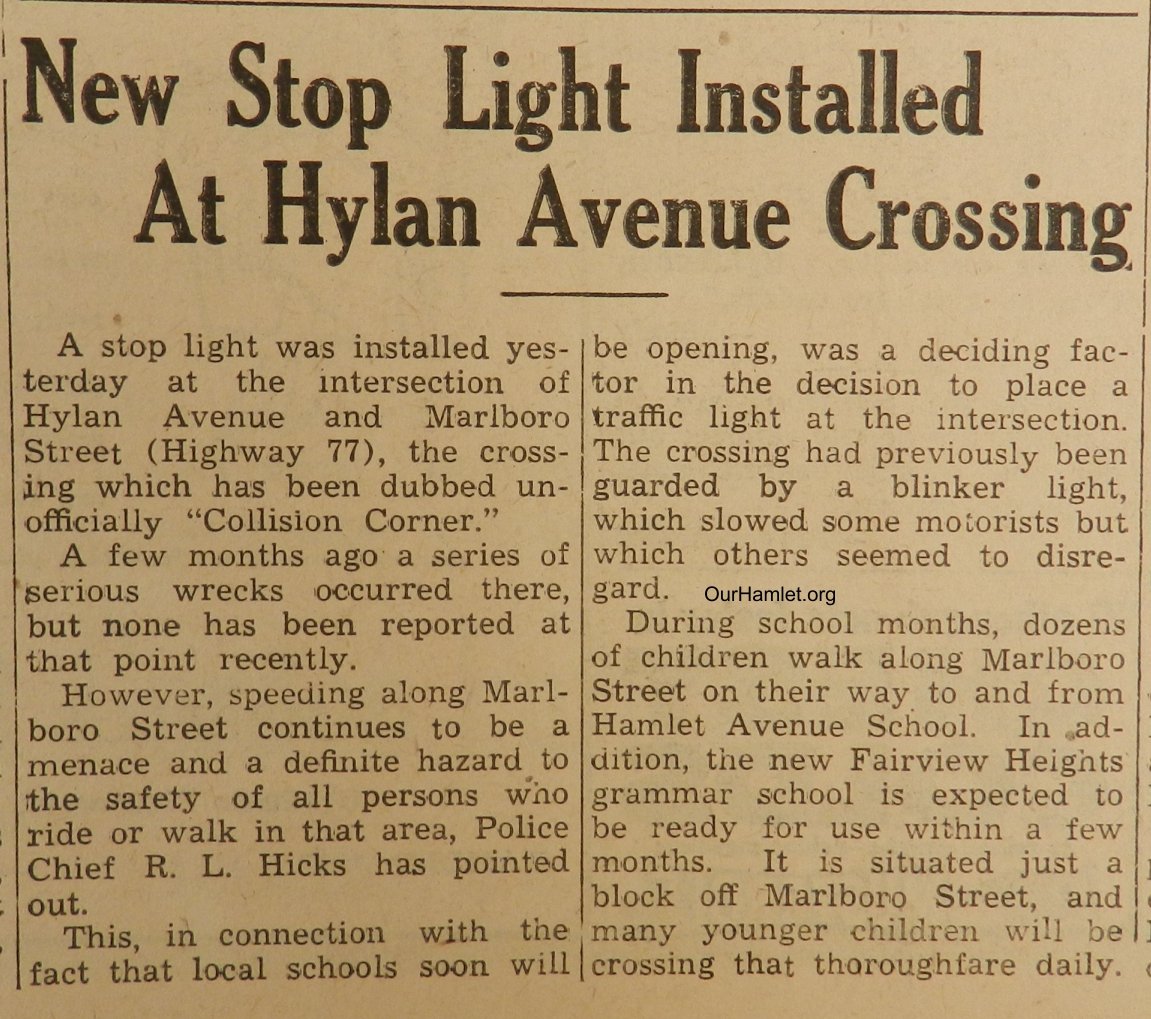 New Stop Light Installed
At Hylan Avenue Crossing
A stop light was installed yes-
terday at the intersection of
Hylan Avenue and Marlboro
Street (Highway 77), the cross-
ing which has been dubbed un-
officially “Collision Corner.”
A few months ago a series of
serious wrecks occurred there,
but none has been reported at
that point recently.
However, speeding along Marl-
boro Street continues to be a
menace and a definite hazard to
the safety of all persons who
ride or walk in that area, Police
Chief R. L. Hicks has pointed
out.
This, in connection with the
fact that local schools soon will
be opening, was a deciding fac-
tor in the decision to place a
traffic light at the intersection.
The crossing had previously been
guarded by a blinker light,
which slowed some motorists but
which others seemed to disre-
gard.
OurHamlet.org
During school months, dozens
of children walk along Marlboro
Street on their way to and from
Hamlet Avenue School. In ad-
dition, the new Fairview Heights
grammar school is expected to
be ready for use within a few
months. It is situated just a
block off Marlboro Street, and
many younger children will be
crossing that thoroughfare daily.